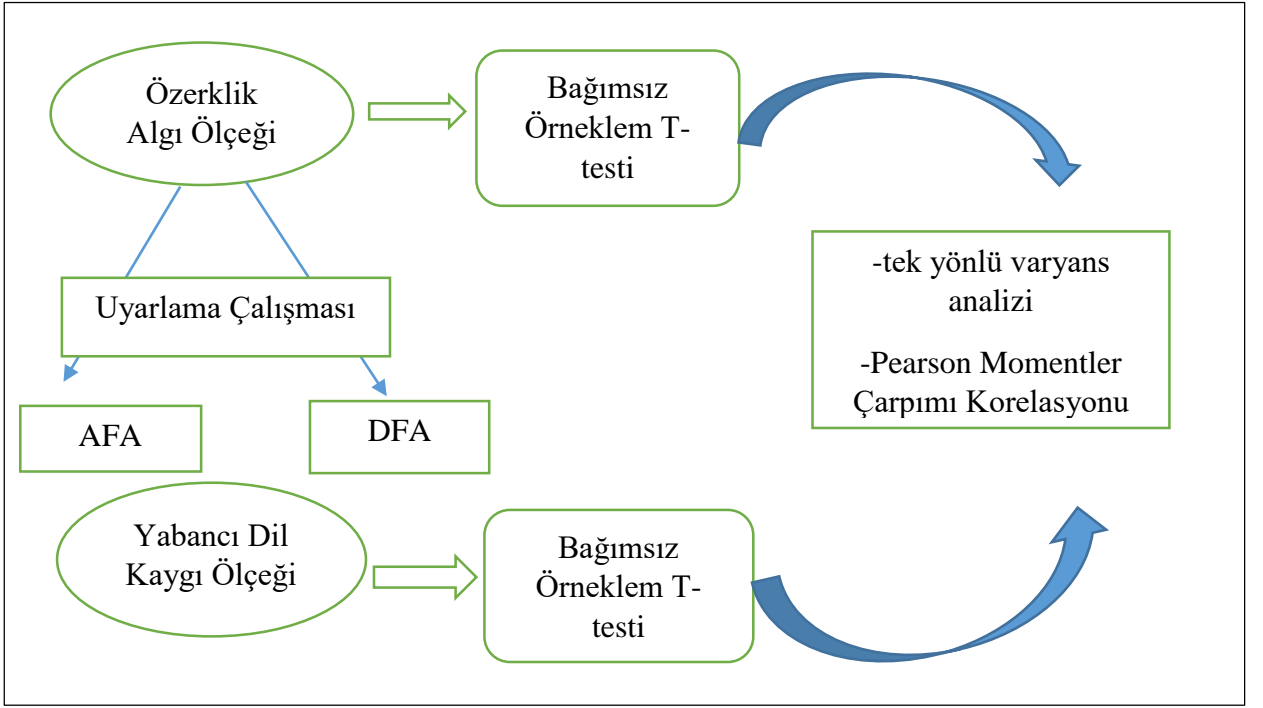 Özerklik
Algı Ölçeği
Bağımsız
Örneklem T-
testi
-tek yönlü varyans
analizi
-Pearson Momentler
Çarpımı Korelasyonu
Uyarlama Çalışması
AFA
DFA
Yabancı Dil
Kaygı Ölçeği
Bağımsız
Örneklem T-
testi